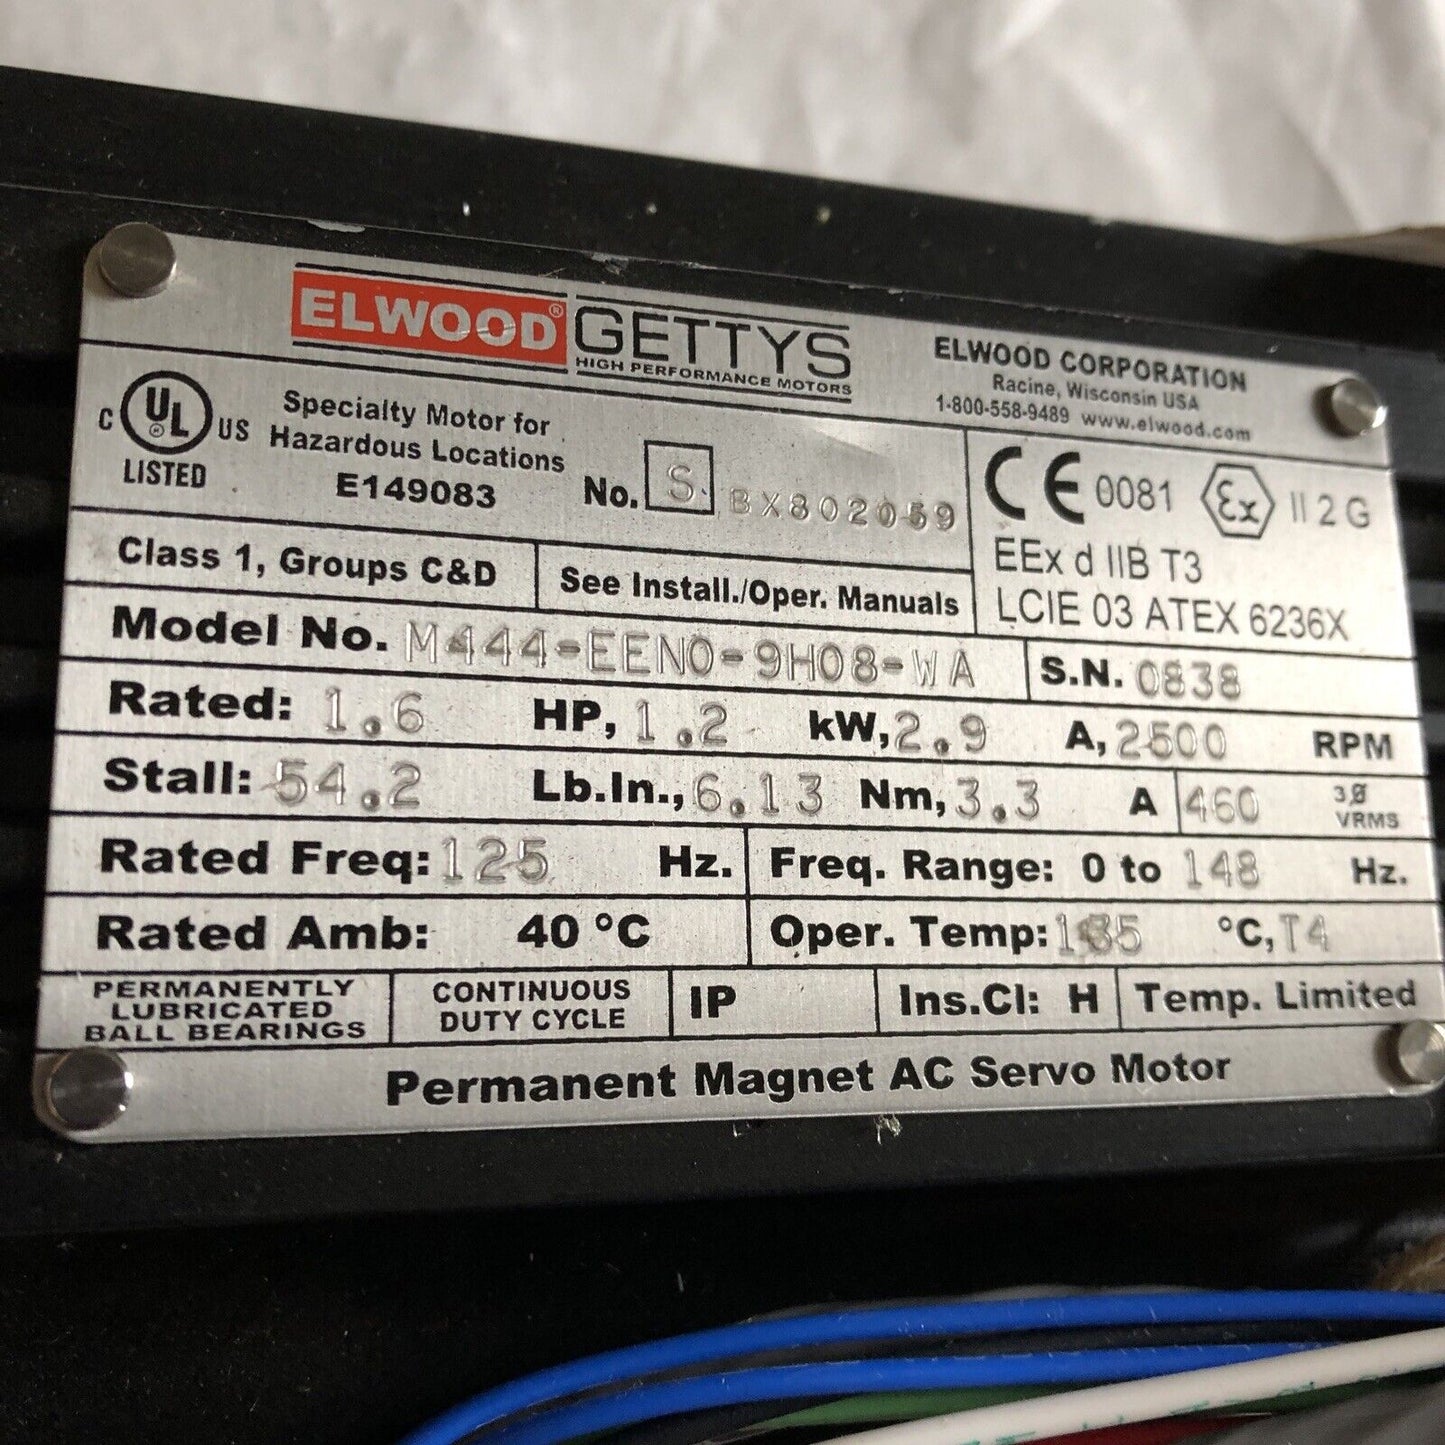 ELWOOD® GETTYS
HIGH PERFORMANCE MOTORS
ELWOOD CORPORATION
Racine, Wisconsin USA
1-800-558-9489 www.elwood.com
C UL® US
LISTED
Specialty Motor for
Hazardous Locations
E149083
No. S. BX802059
CE 0081 Ex II 2 G
EEx d IIB T3
LCIE 03 ATEX 6236X
Class 1, Groups C&D
See Install./Oper. Manuals
Model No. M444-EENO-9H08-WA S.N. 0838
Rated: 1.6 HP, 1.2 kW, 2.9 A, 2500 RPM
Stall: 54.2 Lb.In., 6.13 Nm, 3.3 A 460 3Ø VRMS
Rated Freq: 125 Hz. Freq. Range: 0 to 148 Hz.
Rated Amb: 40 °C Oper. Temp: °C, T4
PERMANENTLY
LUBRICATED
BALL BEARINGS
CONTINUOUS
DUTY CYCLE
IP
Ins.Cl: H
Temp. Limited
Permanent Magnet AC Servo Motor